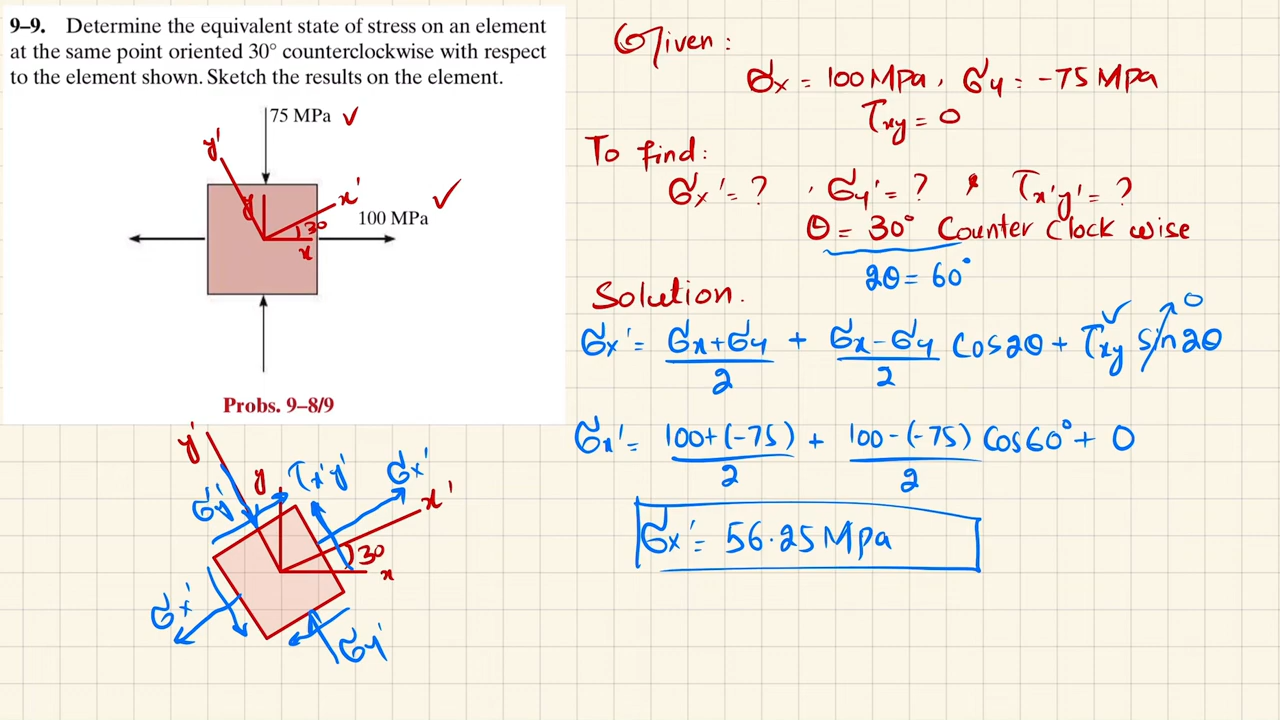 9–9. Determine the equivalent state of stress on an element
at the same point oriented 30° counterclockwise with respect
to the element shown. Sketch the results on the element.
75 MPa ✓
y'
x'
y
100 MPa ✓
30
x
Probs. 9–8/9
y'
y
τx'y'
σx'
σy'
x'
30
x
σx'
σy'
Given:
σx = 100 MPa, σy = -75 MPa
τxy = 0
To find:
σx' = ?, σy' = ? & τx'y' = ?
θ = 30° Counter Clock wise
2θ = 60°
Solution.
σx' = (σx+σy)/2 + (σx-σy)/2 cos2θ + τxy sin2θ ✓ 0
σx' = (100+(-75))/2 + (100-(-75))/2 cos60° + 0
σx' = 56.25 MPa